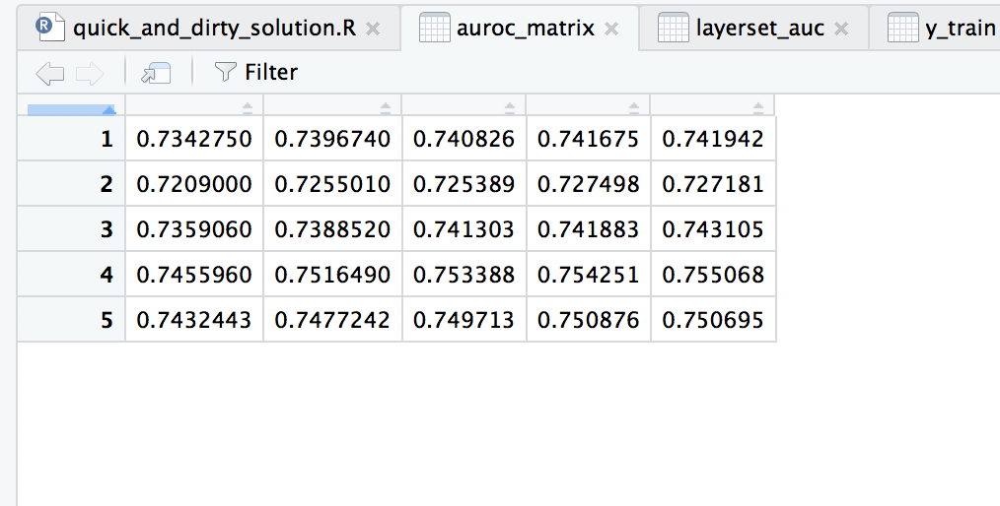 R quick_and_dirty_solution.R auroc_matrix layerset_auc y_train
Filter
1 0.7342750 0.7396740 0.740826 0.741675 0.741942
2 0.7209000 0.7255010 0.725389 0.727498 0.727181
3 0.7359060 0.7388520 0.741303 0.741883 0.743105
4 0.7455960 0.7516490 0.753388 0.754251 0.755068
5 0.7432443 0.7477242 0.749713 0.750876 0.750695